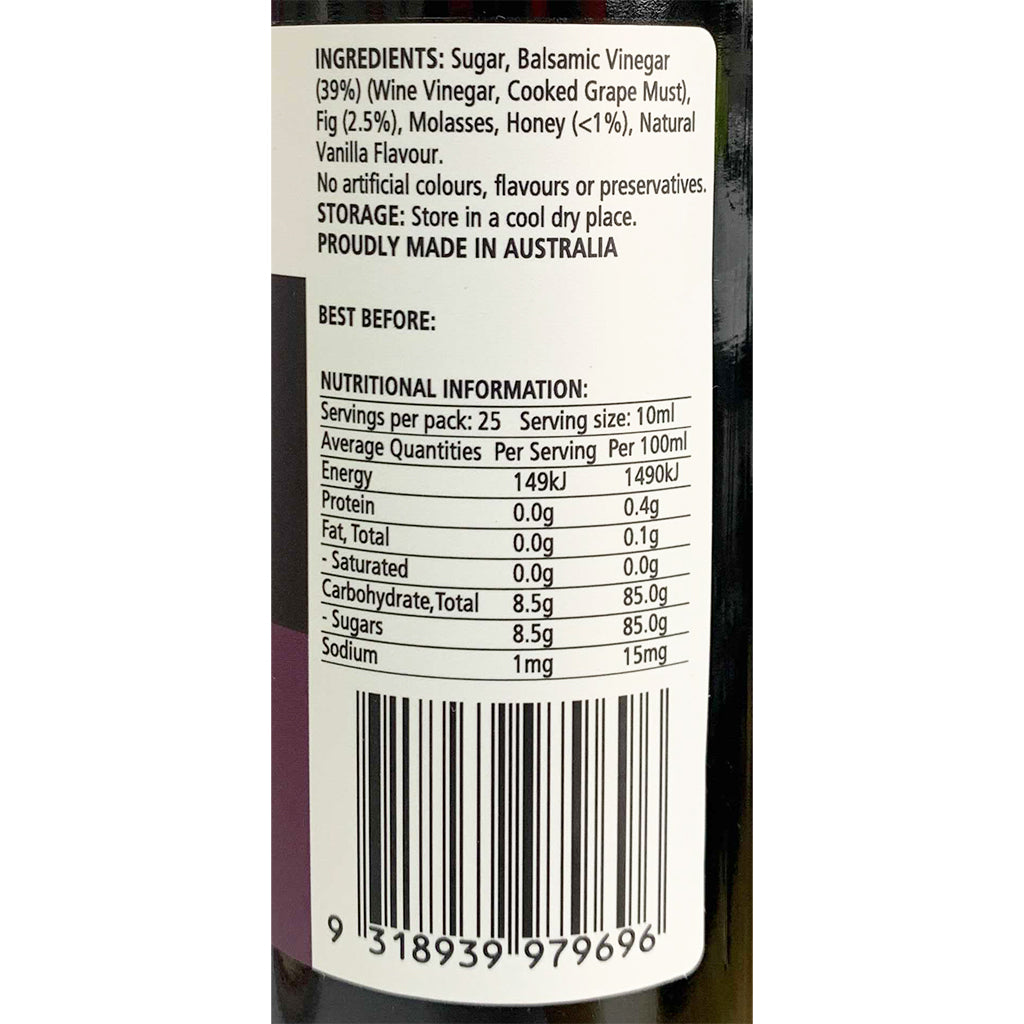 INGREDIENTS: Sugar, Balsamic Vinegar
(39%) (Wine Vinegar, Cooked Grape Must),
Fig (2.5%), Molasses, Honey (<1%), Natural
Vanilla Flavour.
No artificial colours, flavours or preservatives.
STORAGE: Store in a cool dry place.
PROUDLY MADE IN AUSTRALIA
BEST BEFORE:
NUTRITIONAL INFORMATION:
Servings per pack: 25 Serving size: 10ml
Average Quantities Per Serving Per 100ml
Energy 149kJ 1490kJ
Protein 0.0g 0.4g
Fat, Total 0.0g 0.1g
- Saturated 0.0g 0.0g
Carbohydrate,Total 8.5g 85.0g
- Sugars 8.5g 85.0g
Sodium 1mg 15mg
9 318939 979696